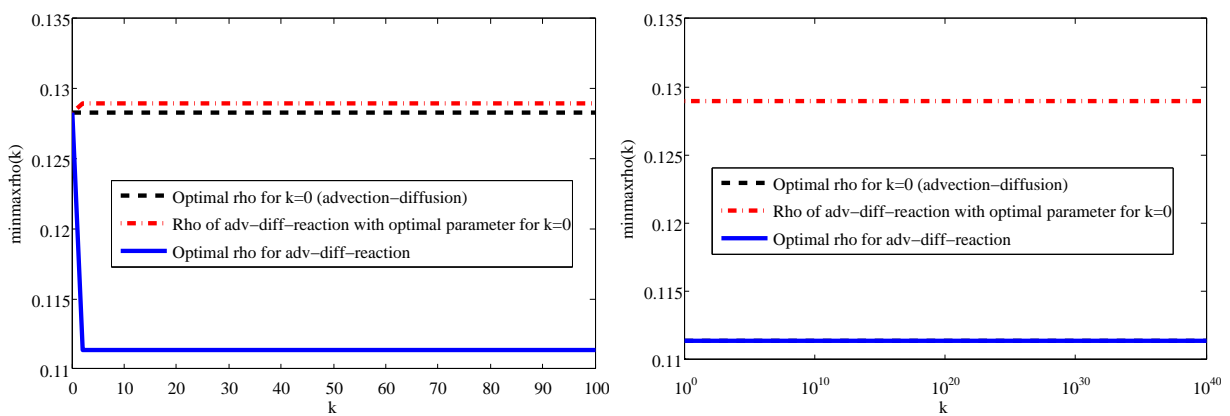 0.135
0.13
0.125
0.12
0.115
0.11
minmaxrho(k)
Optimal rho for k=0 (advection−diffusion)
Rho of adv−diff−reaction with optimal parameter for k=0
Optimal rho for adv−diff−reaction
0 10 20 30 40 50 60 70 80 90 100
k
0.135
0.13
0.125
0.12
0.115
0.11
minmaxrho(k)
Optimal rho for k=0 (advection−diffusion)
Rho of adv−diff−reaction with optimal parameter for k=0
Optimal rho for adv−diff−reaction
10^0 10^10 10^20 10^30 10^40
k